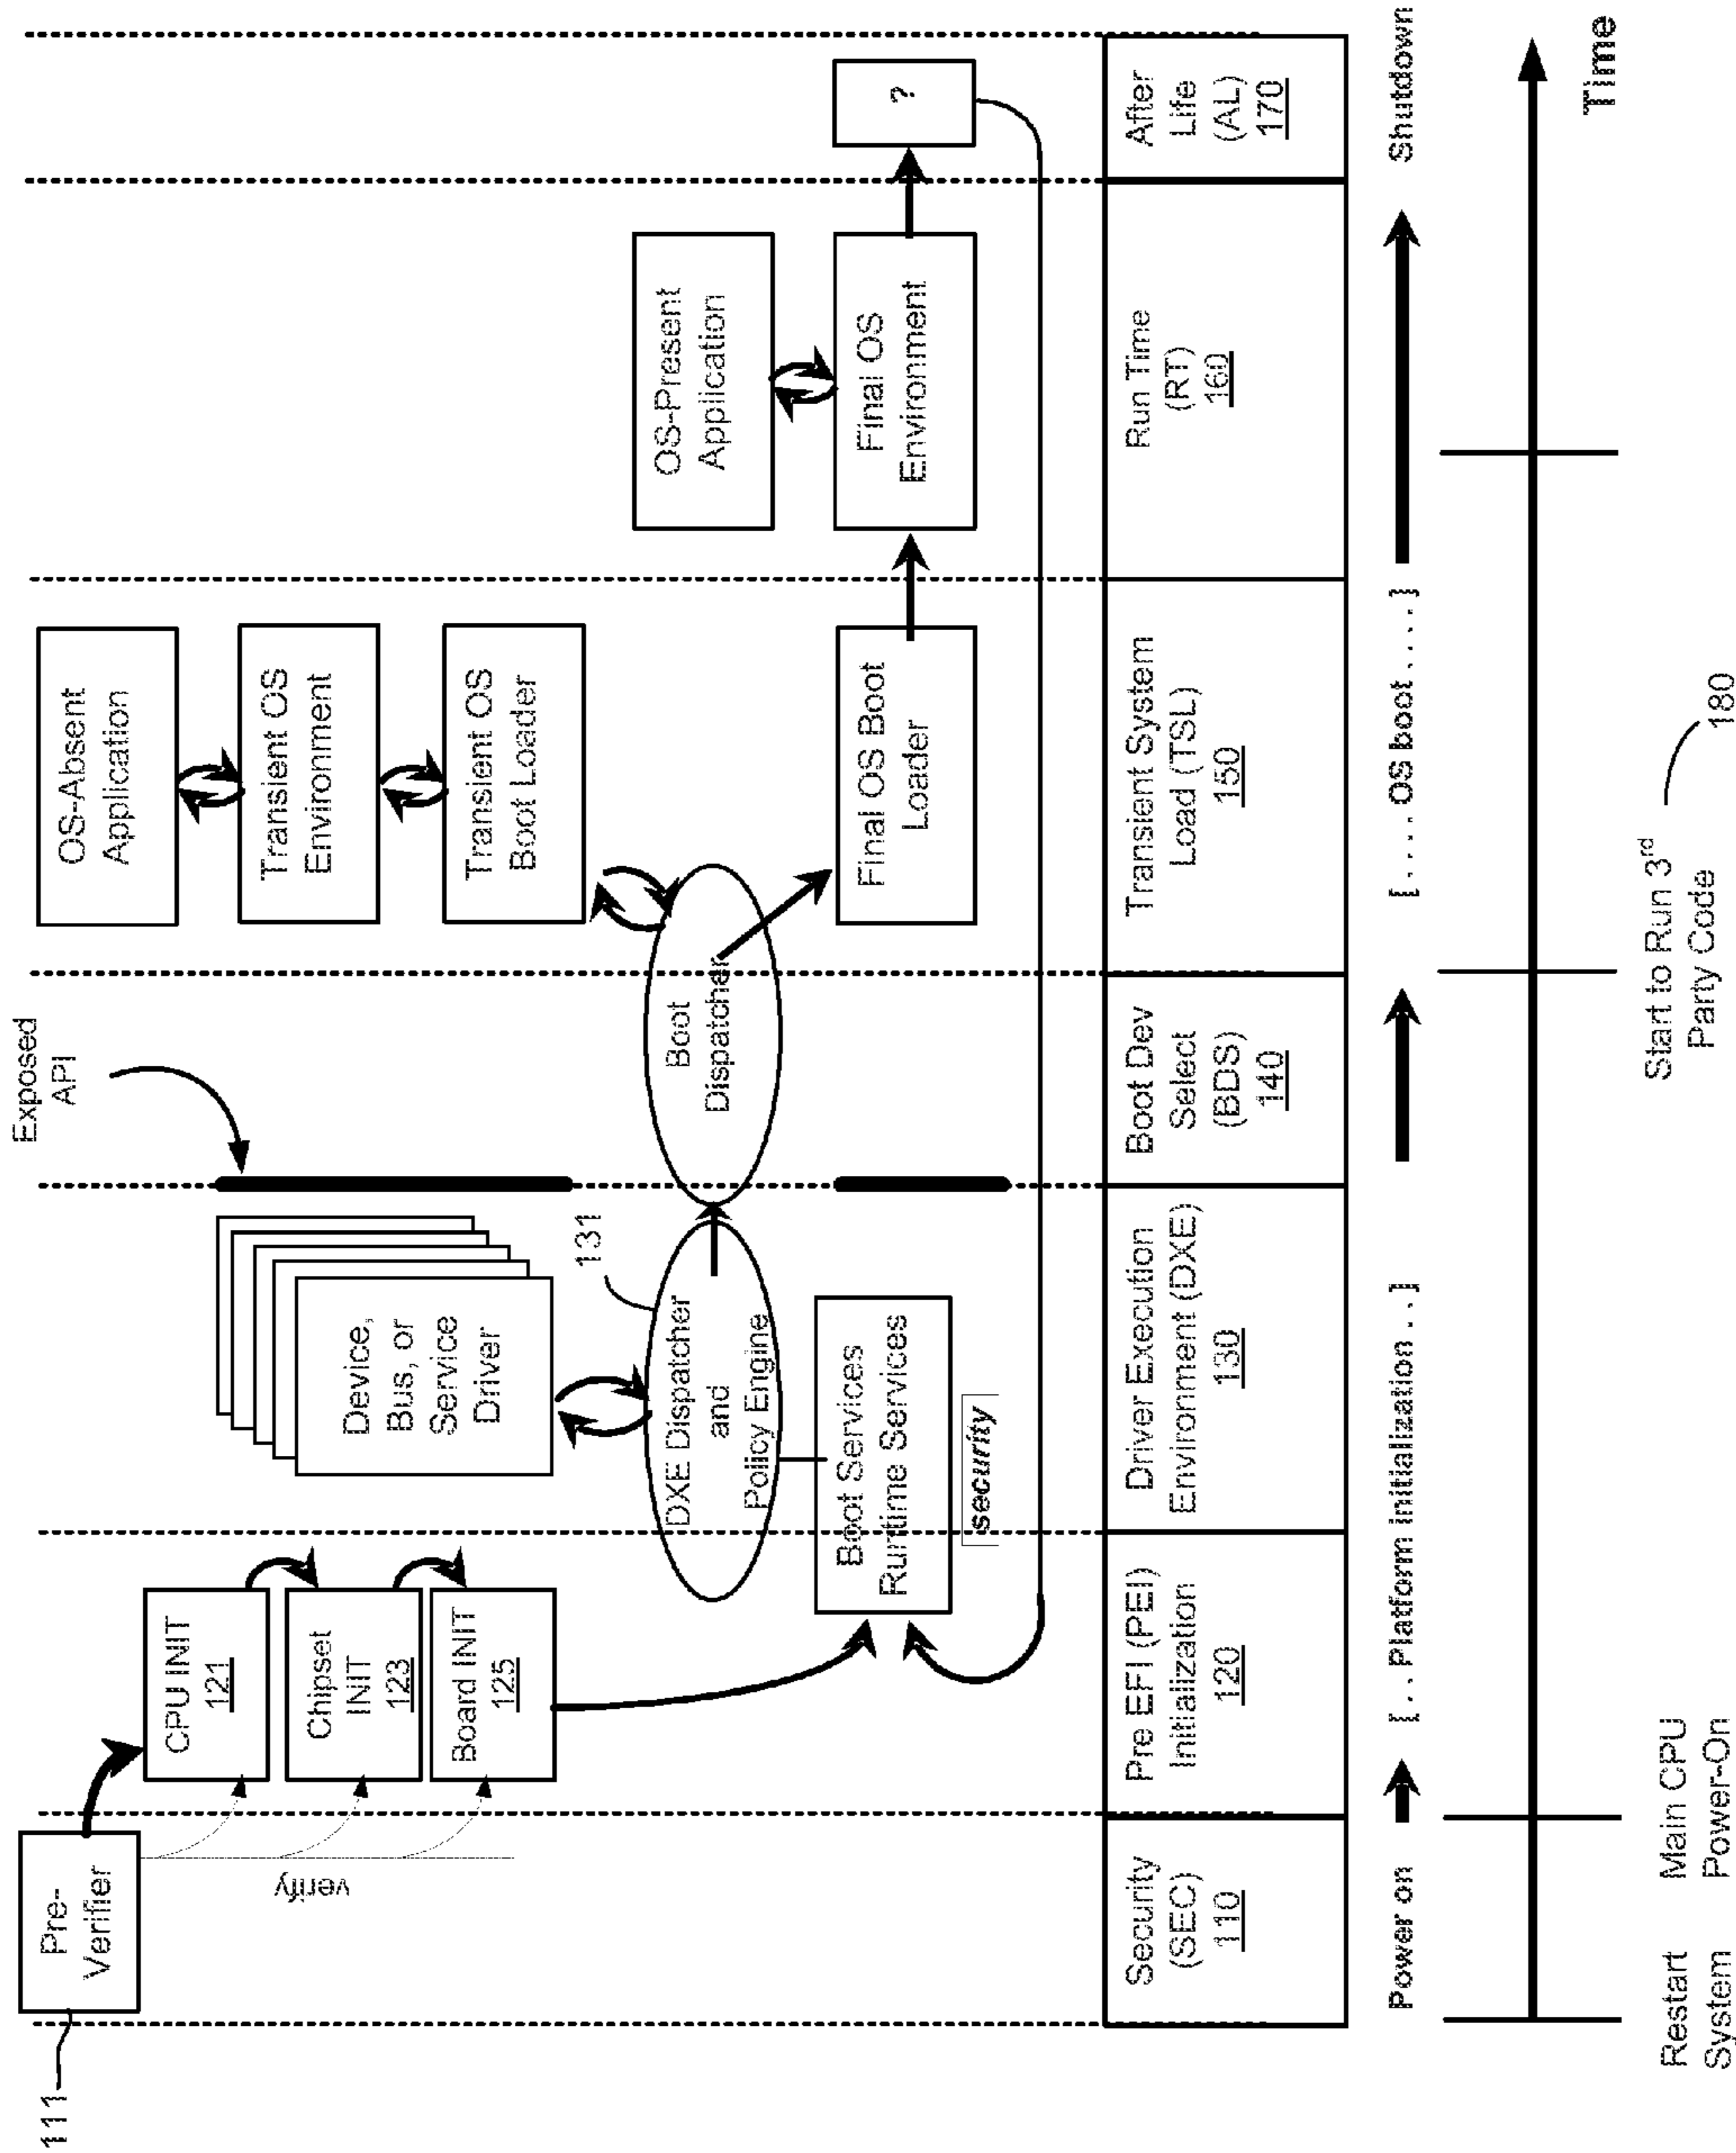 111
Pre-
Verifier
verify
CPU INIT
121
Chipset
INIT
123
Board INIT
125
Device,
Bus, or
Service
Driver
131
DXE Dispatcher
and
Policy Engine
Boot Services
Runtime Services
security
Exposed
API
Boot
Dispatcher
OS-Absent
Application
Transient OS
Environment
Transient OS
Boot Loader
Final OS Boot
Loader
OS-Present
Application
Final OS
Environment
?
Security
(SEC)
110
Pre EFI (PEI)
Initialization
120
Driver Execution
Environment (DXE)
130
Boot Dev
Select
(BDS)
140
Transient System
Load (TSL)
150
Run Time
(RT)
160
After
Life
(AL)
170
Power on
[ . . Platform initialization . . ]
[ . . . . . OS boot . . . . . ]
Shutdown
Restart
System
Main CPU
Power-On
Start to Run 3rd
Party Code
180
Time